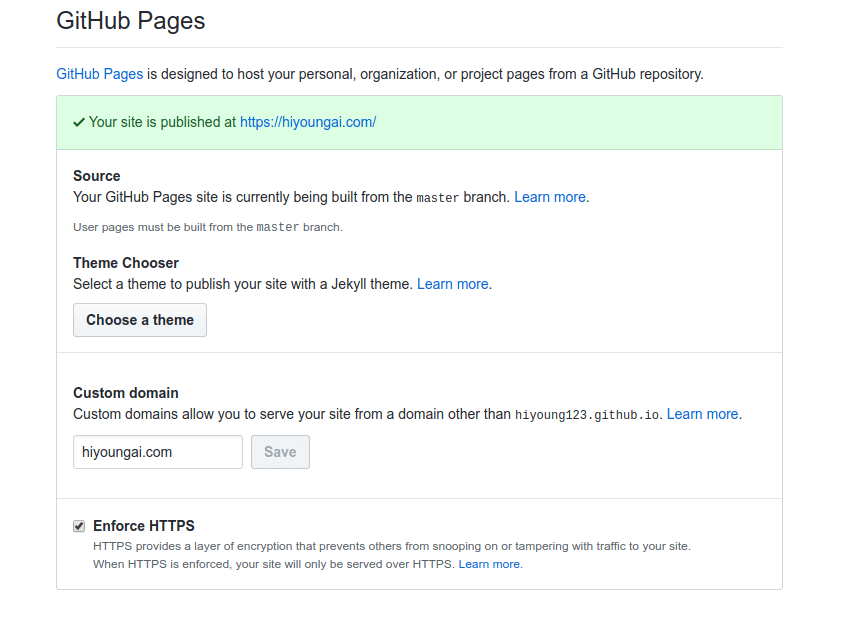 GitHub Pages
GitHub Pages is designed to host your personal, organization, or project pages from a GitHub repository.
Your site is published at https://hiyoungai.com/
Source
Your GitHub Pages site is currently being built from the master branch. Learn more.
User pages must be built from the master branch.
Theme Chooser
Select a theme to publish your site with a Jekyll theme. Learn more.
Choose a theme
Custom domain
Custom domains allow you to serve your site from a domain other than hiyoung123.github.io. Learn more.
hiyoungai.com Save
Enforce HTTPS
HTTPS provides a layer of encryption that prevents others from snooping on or tampering with traffic to your site.
When HTTPS is enforced, your site will only be served over HTTPS. Learn more.